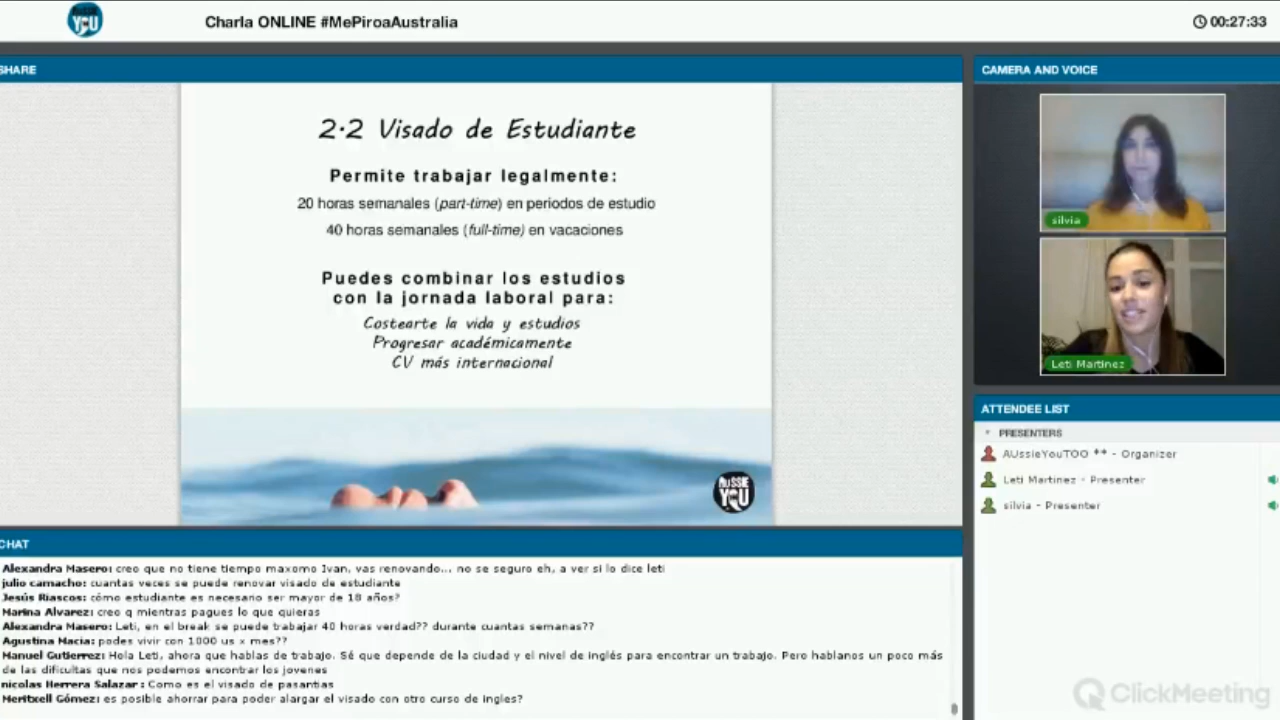 AUSSIE
YOU
Charla ONLINE #MePiroaAustralia
00:27:33
SHARE
2.2 Visado de Estudiante
Permite trabajar legalmente:
20 horas semanales (part-time) en periodos de estudio
40 horas semanales (full-time) en vacaciones
Puedes combinar los estudios
con la jornada laboral para:
Costearte la vida y estudios
Progresar académicamente
CV más internacional
AUSSIE
YOU
CAMERA AND VOICE
silvia
Leti Martinez
ATTENDEE LIST
PRESENTERS
AUssieYouTOO ** - Organizer
Leti Martinez - Presenter
silvia - Presenter
CHAT
Alexandra Masero: creo que no tiene tiempo maxomo Ivan, vas renovando... no se seguro eh, a ver si lo dice leti
julio camacho: cuantas veces se puede renovar visado de estudiante
Jesús Riascos: cómo estudiante es necesario ser mayor de 18 años?
Marina Alvarez: creo q mientras pagues lo que quieras
Alexandra Masero: Leti, en el break se puede trabajar 40 horas verdad?? durante cuantas semanas??
Agustina Macia: podes vivir con 1000 us x mes??
Manuel Gutierrez: Hola Leti, ahora que hablas de trabajo. Sé que depende de la ciudad y el nivel de inglés para encontrar un trabajo. Pero hablanos un poco más
de las dificultas que nos podemos encontrar los jovenes
nicolas Herrera Salazar : Como es el visado de pasantias
Meritxell Gómez: es posible ahorrar para poder alargar el visado con otro curso de ingles?
ClickMeeting